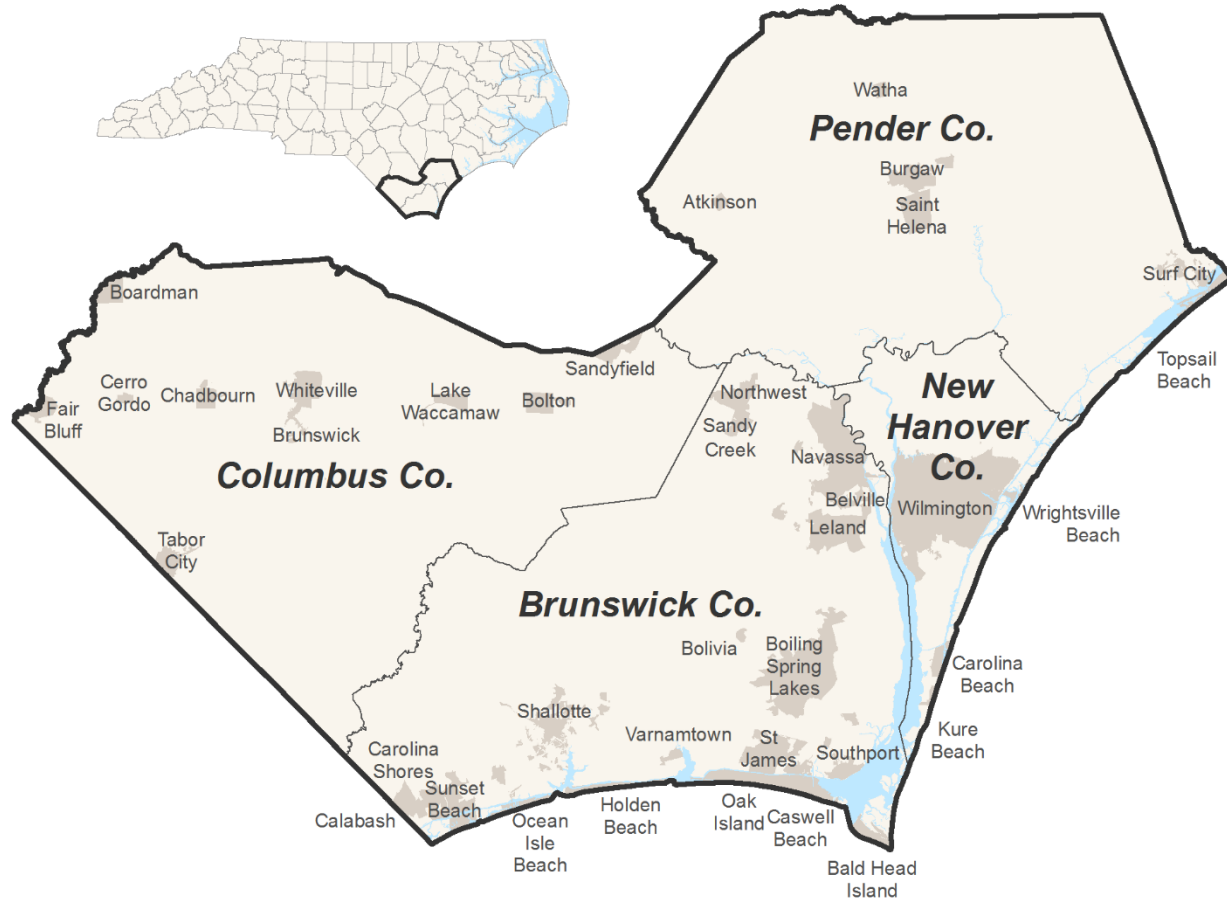 Watha
Pender Co.
Burgaw
Atkinson
Saint
Helena
Surf City
Boardman
Topsail
Beach
Sandyfield
Cerro
Gordo
Chadbourn
Whiteville
Lake
Waccamaw
Bolton
Northwest
New
Hanover
Co.
Fair
Bluff
Brunswick
Sandy
Creek
Columbus Co.
Navassa
Belville
Leland
Wilmington
Wrightsville
Beach
Tabor
City
Brunswick Co.
Bolivia
Boiling
Spring
Lakes
Carolina
Beach
Shallotte
Varnamtown
St
James
Southport
Kure
Beach
Carolina
Shores
Sunset
Beach
Calabash
Ocean
Isle
Beach
Holden
Beach
Oak
Island
Caswell
Beach
Bald Head
Island